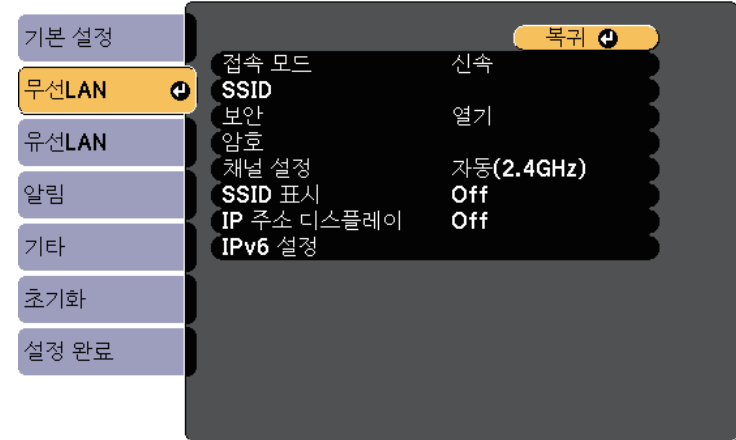 기본 설정
무선LAN
유선LAN
알림
기타
초기화
설정 완료
복귀
접속 모드 신속
SSID
보안 열기
암호
채널 설정 자동(2.4GHz)
SSID 표시 Off
IP 주소 디스플레이 Off
IPv6 설정